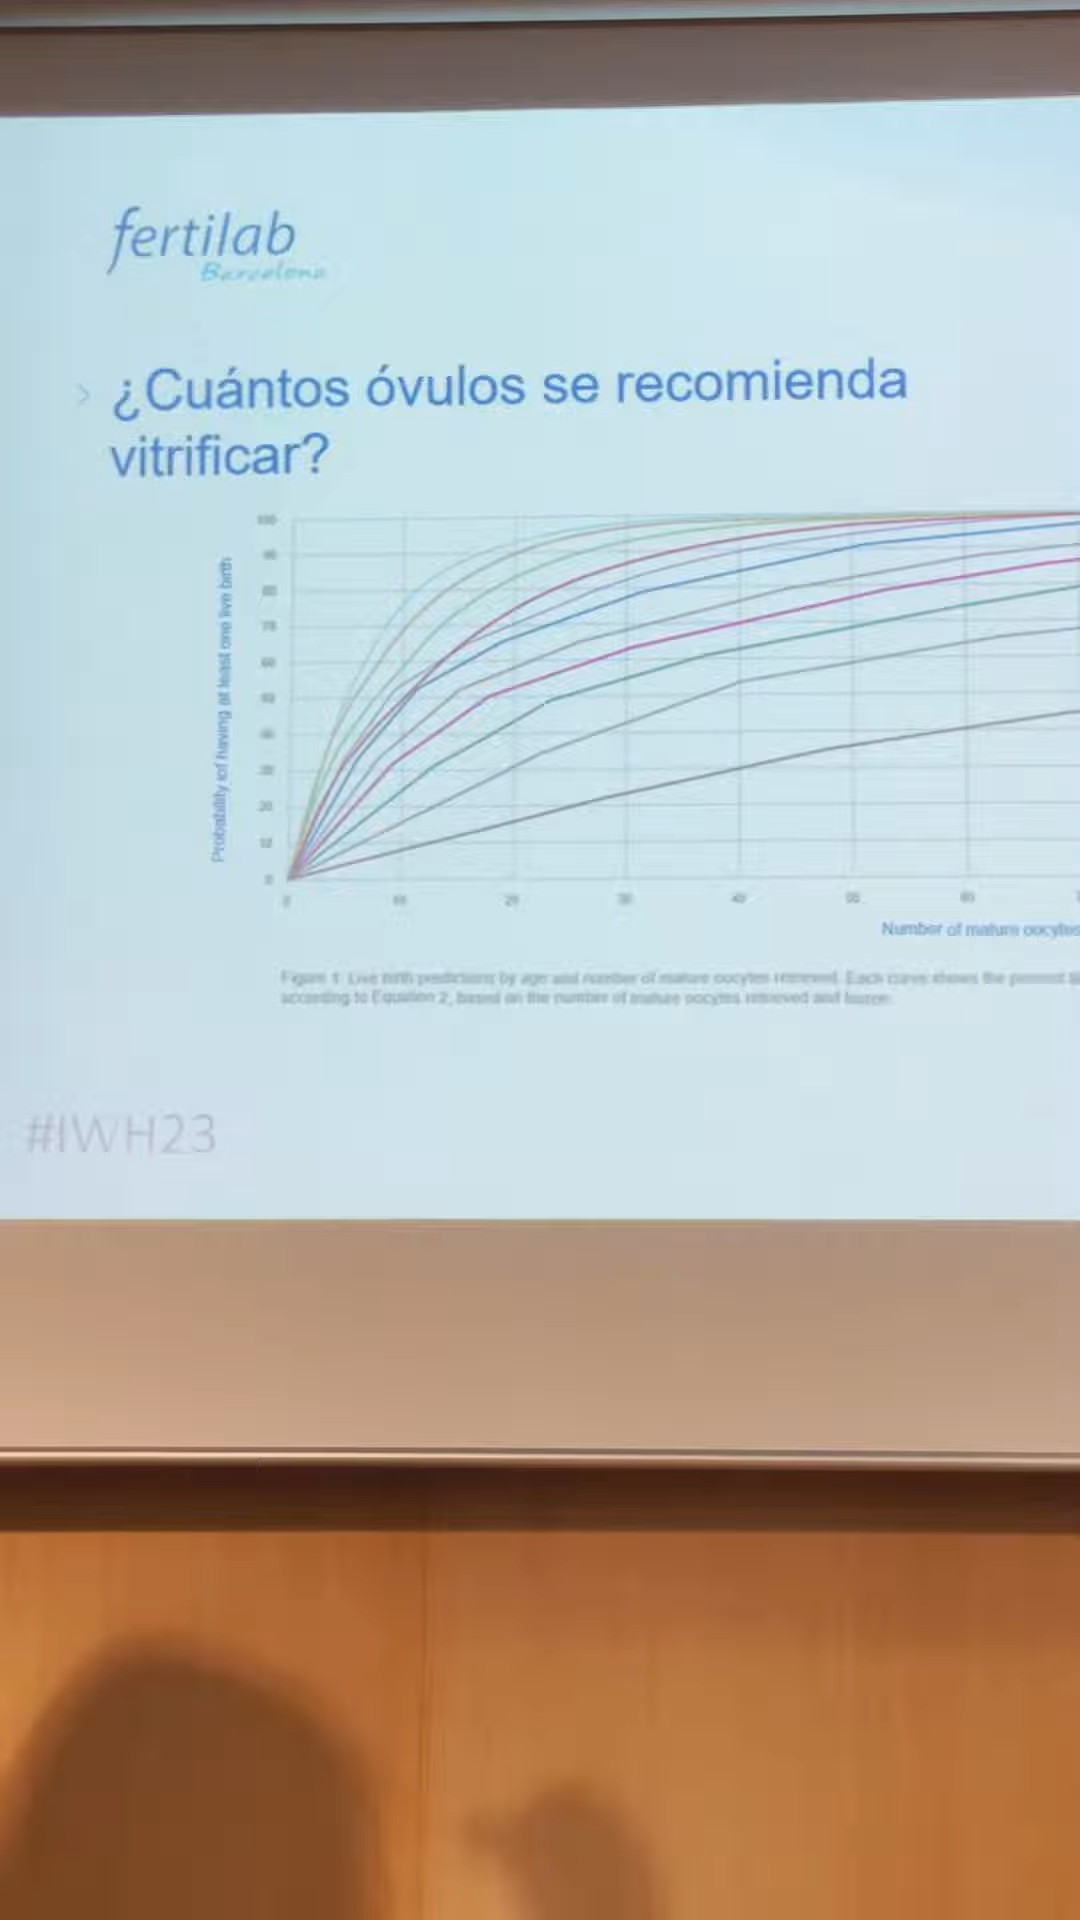 fertilab
Barcelona
¿Cuántos óvulos se recomienda
vitrificar?
Probability of having at least one live birth
100
90
80
70
60
50
40
30
20
10
0
0
10
20
30
40
50
60
Number of mature oocytes
Figure 1. Live birth predictions by age and number of mature oocytes retrieved. Each curve shows the percent
according to Equation 2, based on the number of mature oocytes retrieved and
#IWH23